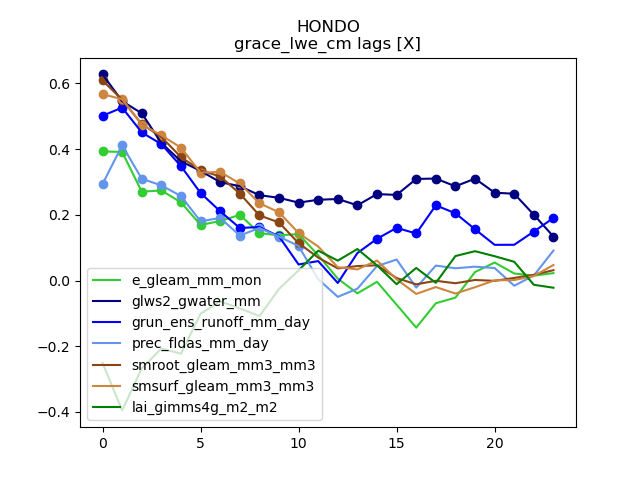 HONDO
grace_lwe_cm lags [X]
0.6
0.4
0.2
0.0
−0.2
−0.4
e_gleam_mm_mon
glws2_gwater_mm
grun_ens_runoff_mm_day
prec_fldas_mm_day
smroot_gleam_mm3_mm3
smsurf_gleam_mm3_mm3
lai_gimms4g_m2_m2
0 5 10 15 20